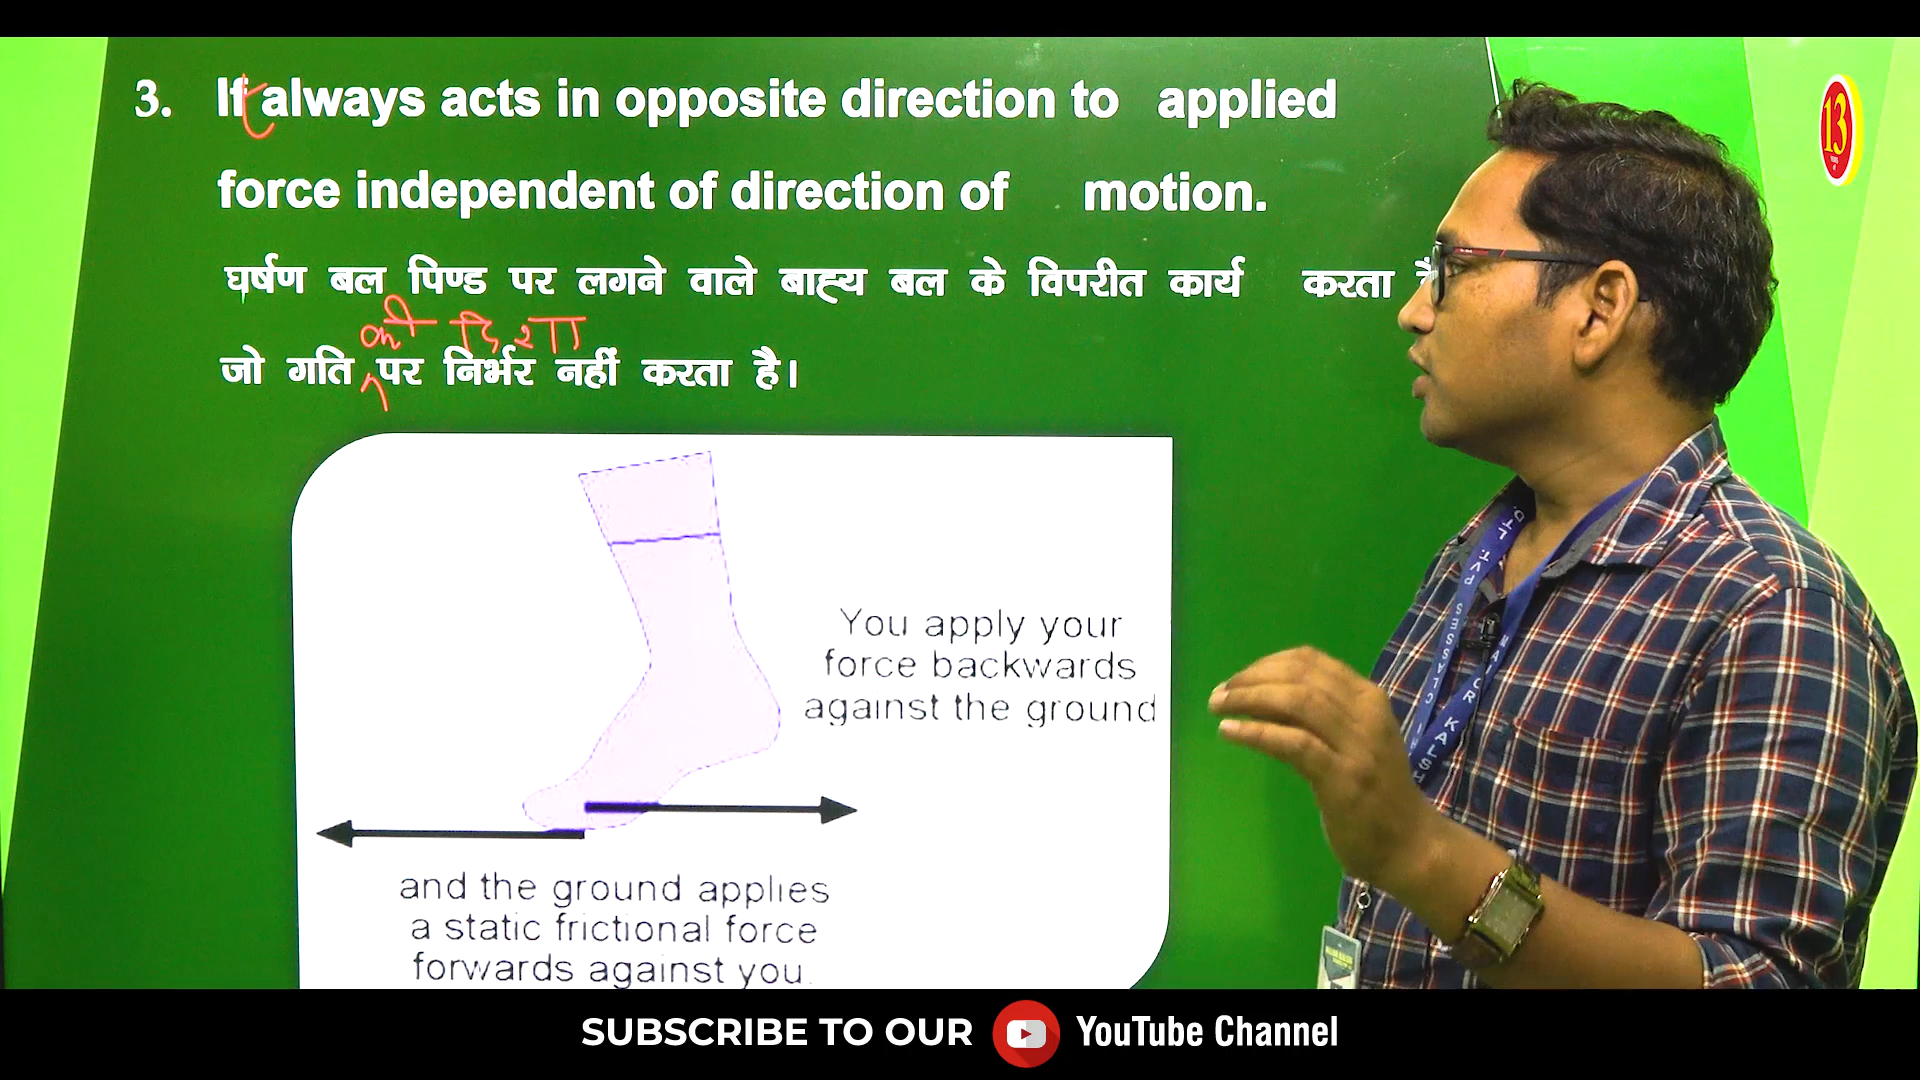 3. If always acts in opposite direction to applied
t
force independent of direction of motion.
घर्षण बल पिण्ड पर लगने वाले बाह्य बल के विपरीत कार्य करता है
की दिशा
जो गति पर निर्भर नहीं करता है।
13
You apply your
force backwards
against the ground
and the ground applies
a static frictional force
forwards against you.
SUBSCRIBE TO OUR YouTube Channel